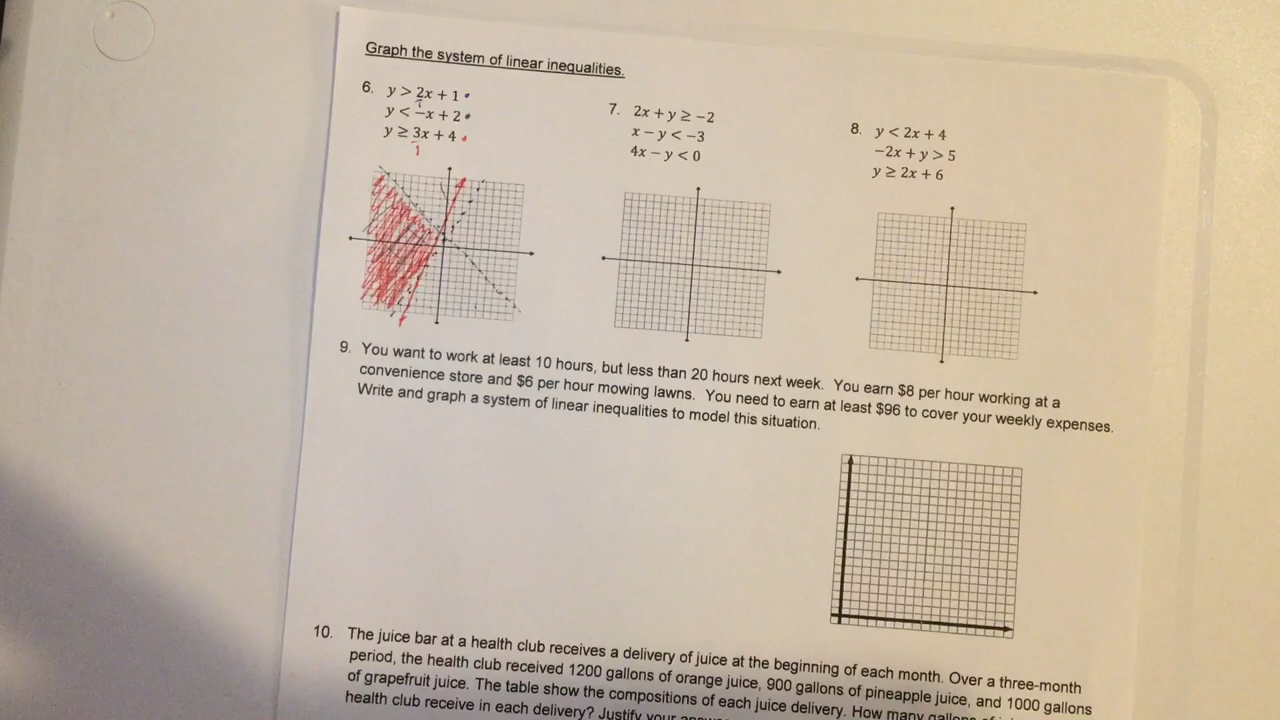 Graph the system of linear inequalities.
6. y > 2x + 1
y < −x + 2
y ≥ 3x + 4
1
7. 2x + y ≥ −2
x − y < −3
4x − y < 0
8. y < 2x + 4
−2x + y > 5
y ≥ 2x + 6
9. You want to work at least 10 hours, but less than 20 hours next week. You earn $8 per hour working at a
convenience store and $6 per hour mowing lawns. You need to earn at least $96 to cover your weekly expenses.
Write and graph a system of linear inequalities to model this situation.
10. The juice bar at a health club receives a delivery of juice at the beginning of each month. Over a three-month
period, the health club received 1200 gallons of orange juice, 900 gallons of pineapple juice, and 1000 gallons
of grapefruit juice. The table show the compositions of each juice delivery. How many gallons of
health club receive in each delivery? Justify your